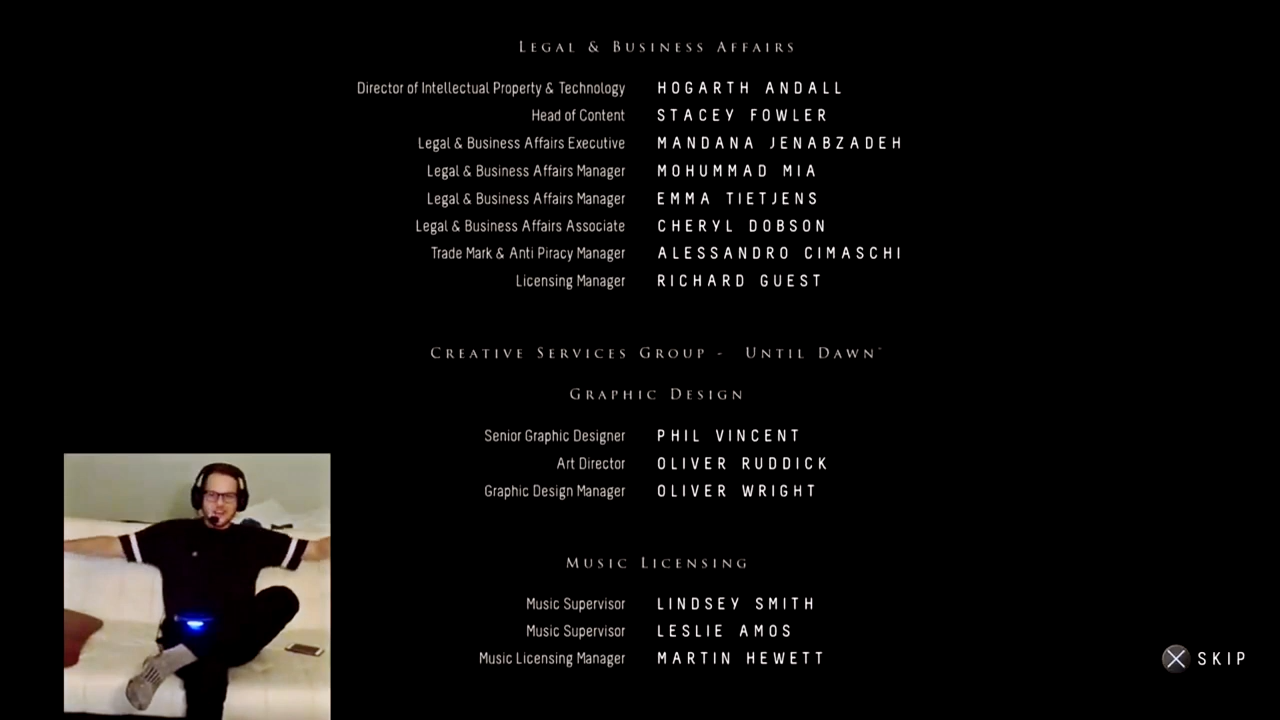 LEGAL & BUSINESS AFFAIRS
Director of Intellectual Property & Technology HOGARTH ANDALL
Head of Content STACEY FOWLER
Legal & Business Affairs Executive MANDANA JENABZADEH
Legal & Business Affairs Manager MOHUMMAD MIA
Legal & Business Affairs Manager EMMA TIETJENS
Legal & Business Affairs Associate CHERYL DOBSON
Trade Mark & Anti Piracy Manager ALESSANDRO CIMASCHI
Licensing Manager RICHARD GUEST
CREATIVE SERVICES GROUP - UNTIL DAWN™
GRAPHIC DESIGN
Senior Graphic Designer PHIL VINCENT
Art Director OLIVER RUDDICK
Graphic Design Manager OLIVER WRIGHT
MUSIC LICENSING
Music Supervisor LINDSEY SMITH
Music Supervisor LESLIE AMOS
Music Licensing Manager MARTIN HEWETT
SKIP